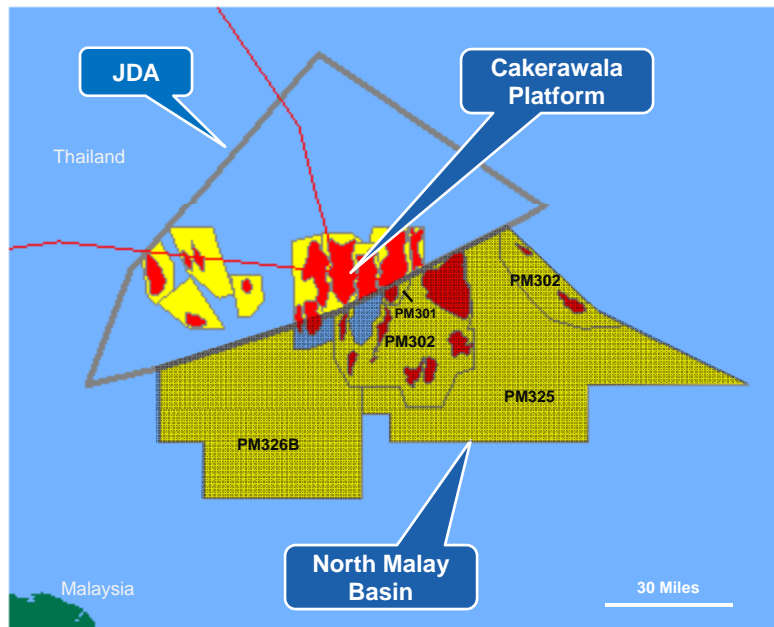 JDA
Cakerawala
Platform
Thailand
PM302
PM301
PM302
PM325
PM326B
North Malay
Basin
Malaysia
30 Miles